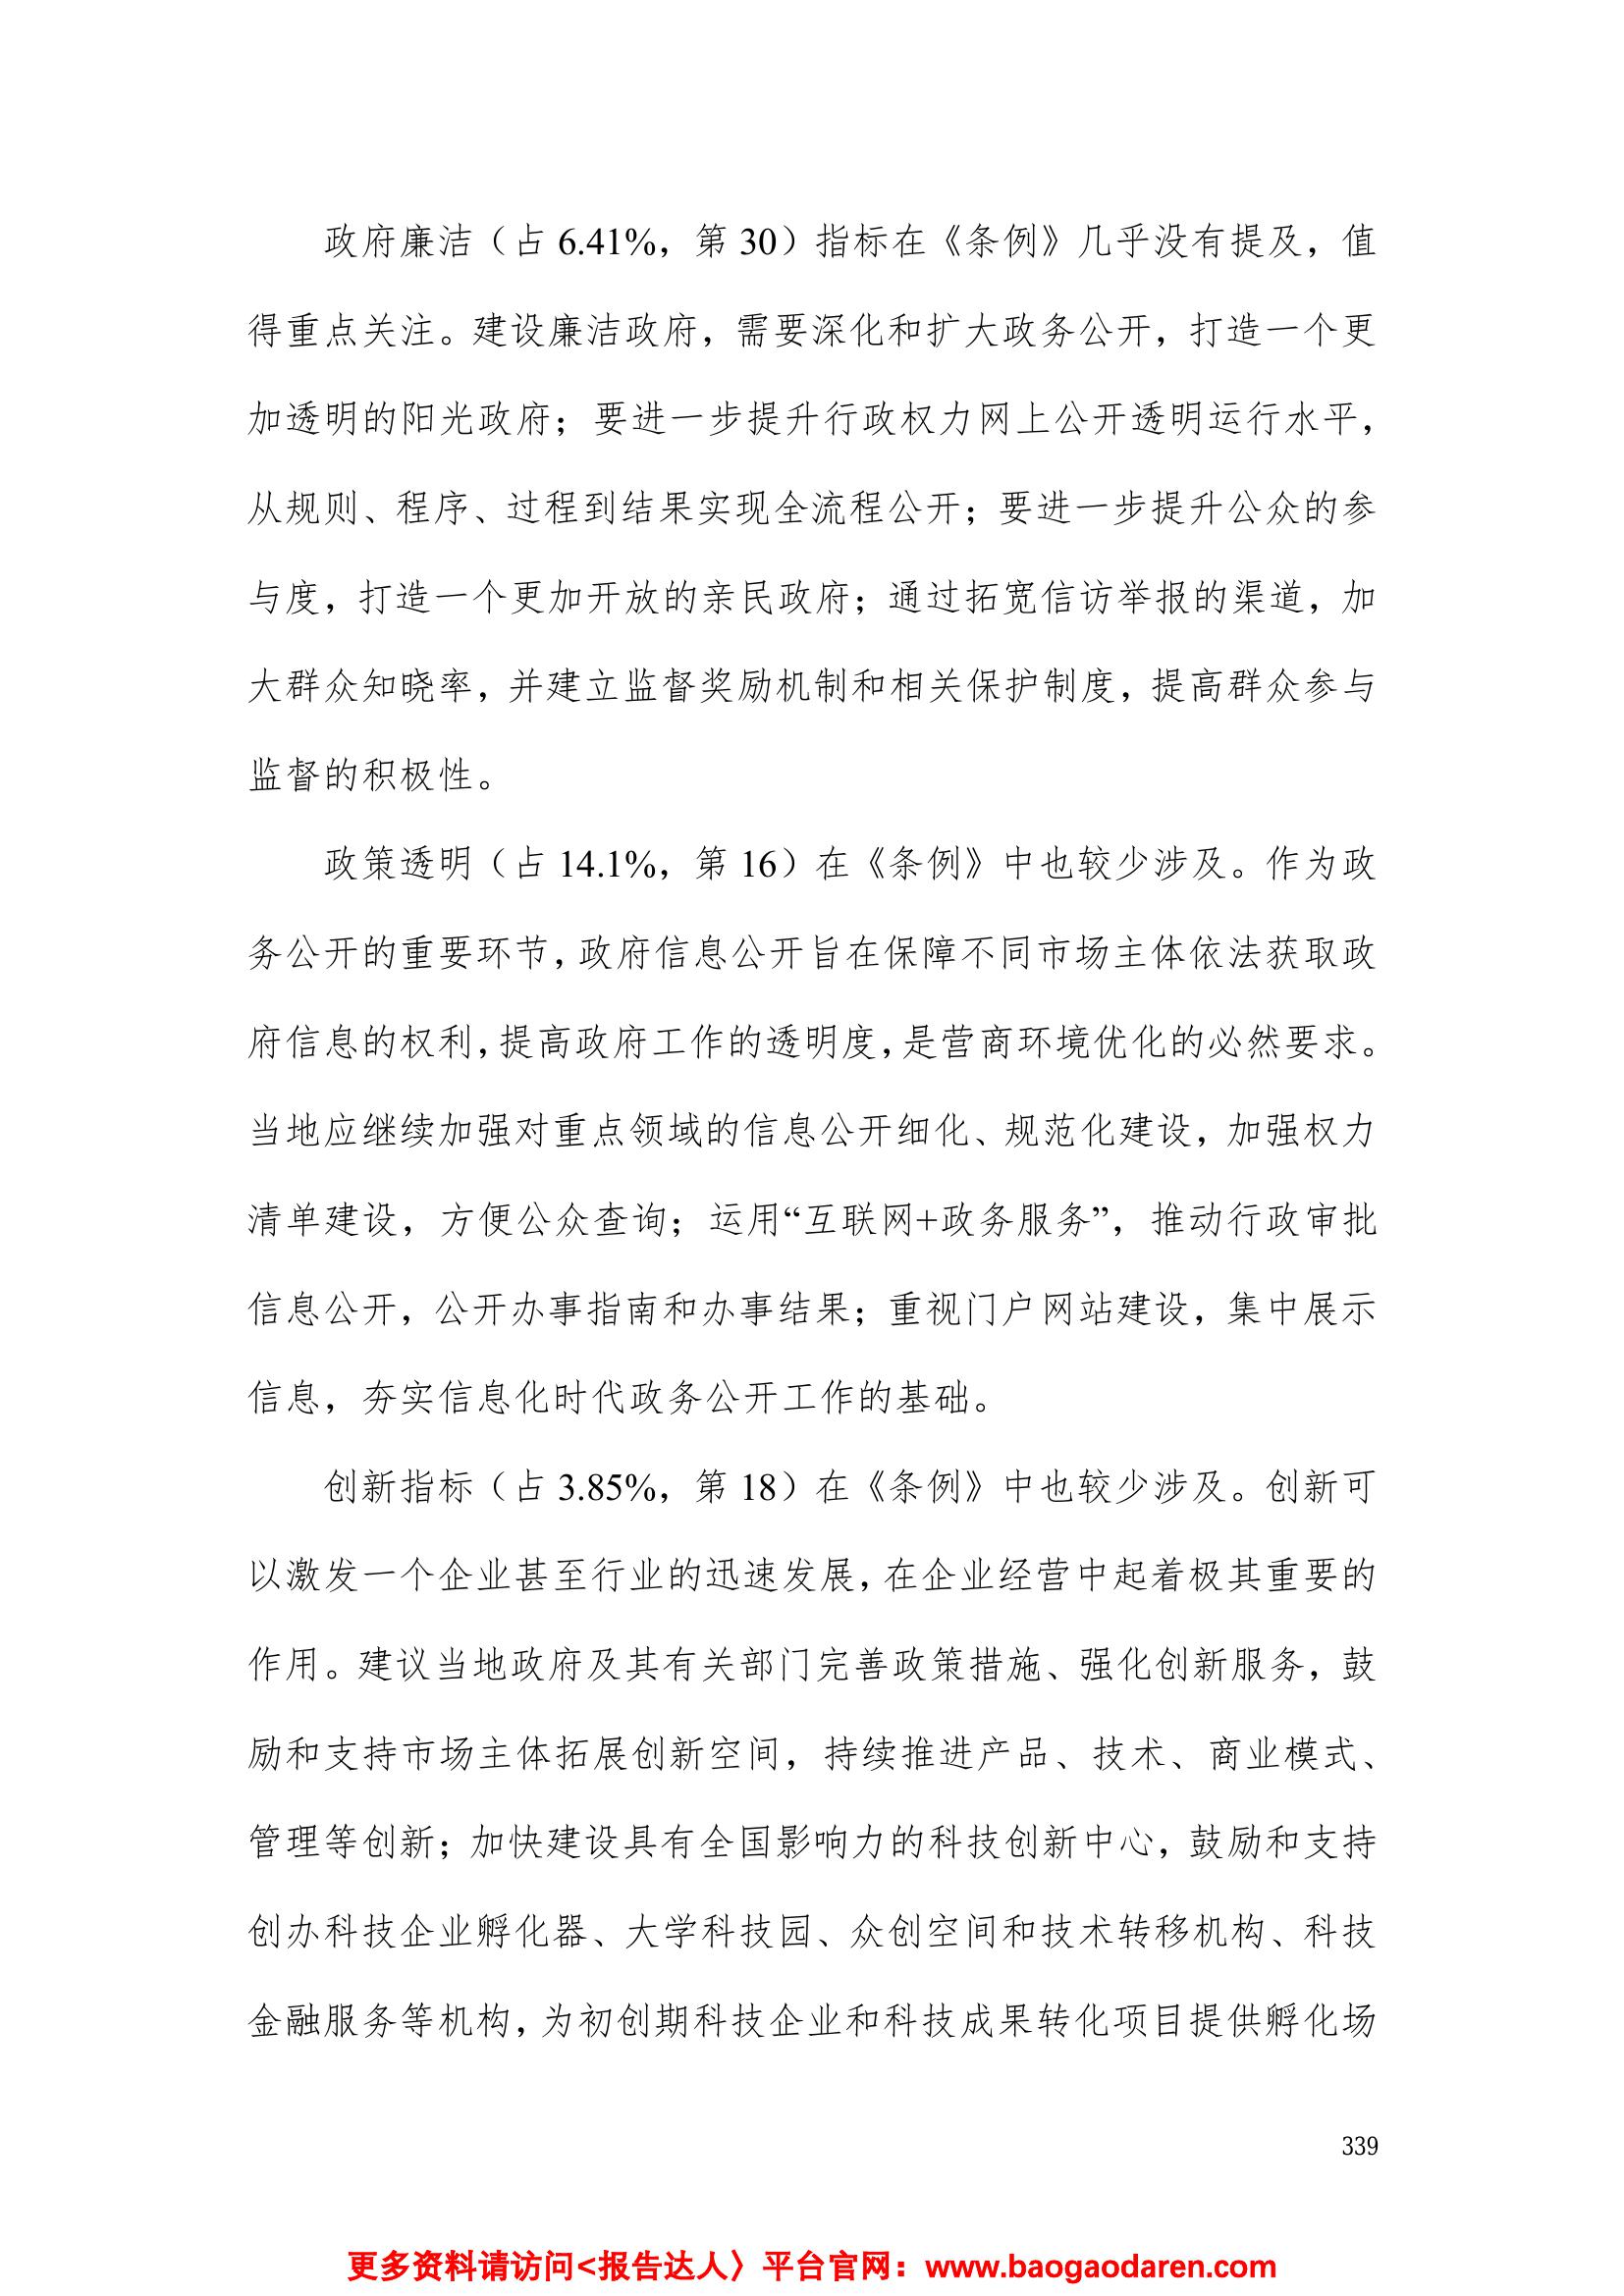 政府廉洁（占 6.41%，第 30）指标在《条例》几乎没有提及，值
得重点关注。建设廉洁政府，需要深化和扩大政务公开，打造一个更
加透明的阳光政府；要进一步提升行政权力网上公开透明运行水平，
从规则、程序、过程到结果实现全流程公开；要进一步提升公众的参
与度，打造一个更加开放的亲民政府；通过拓宽信访举报的渠道，加
大群众知晓率，并建立监督奖励机制和相关保护制度，提高群众参与
监督的积极性。
政策透明（占 14.1%，第 16）在《条例》中也较少涉及。作为政
务公开的重要环节，政府信息公开旨在保障不同市场主体依法获取政
府信息的权利，提高政府工作的透明度，是营商环境优化的必然要求。
当地应继续加强对重点领域的信息公开细化、规范化建设，加强权力
清单建设，方便公众查询；运用“互联网+政务服务”，推动行政审批
信息公开，公开办事指南和办事结果；重视门户网站建设，集中展示
信息，夯实信息化时代政务公开工作的基础。
创新指标（占 3.85%，第 18）在《条例》中也较少涉及。创新可
以激发一个企业甚至行业的迅速发展，在企业经营中起着极其重要的
作用。建议当地政府及其有关部门完善政策措施、强化创新服务，鼓
励和支持市场主体拓展创新空间，持续推进产品、技术、商业模式、
管理等创新；加快建设具有全国影响力的科技创新中心，鼓励和支持
创办科技企业孵化器、大学科技园、众创空间和技术转移机构、科技
金融服务等机构，为初创期科技企业和科技成果转化项目提供孵化场
339
更多资料请访问<报告达人〉平台官网：www.baogaodaren.com